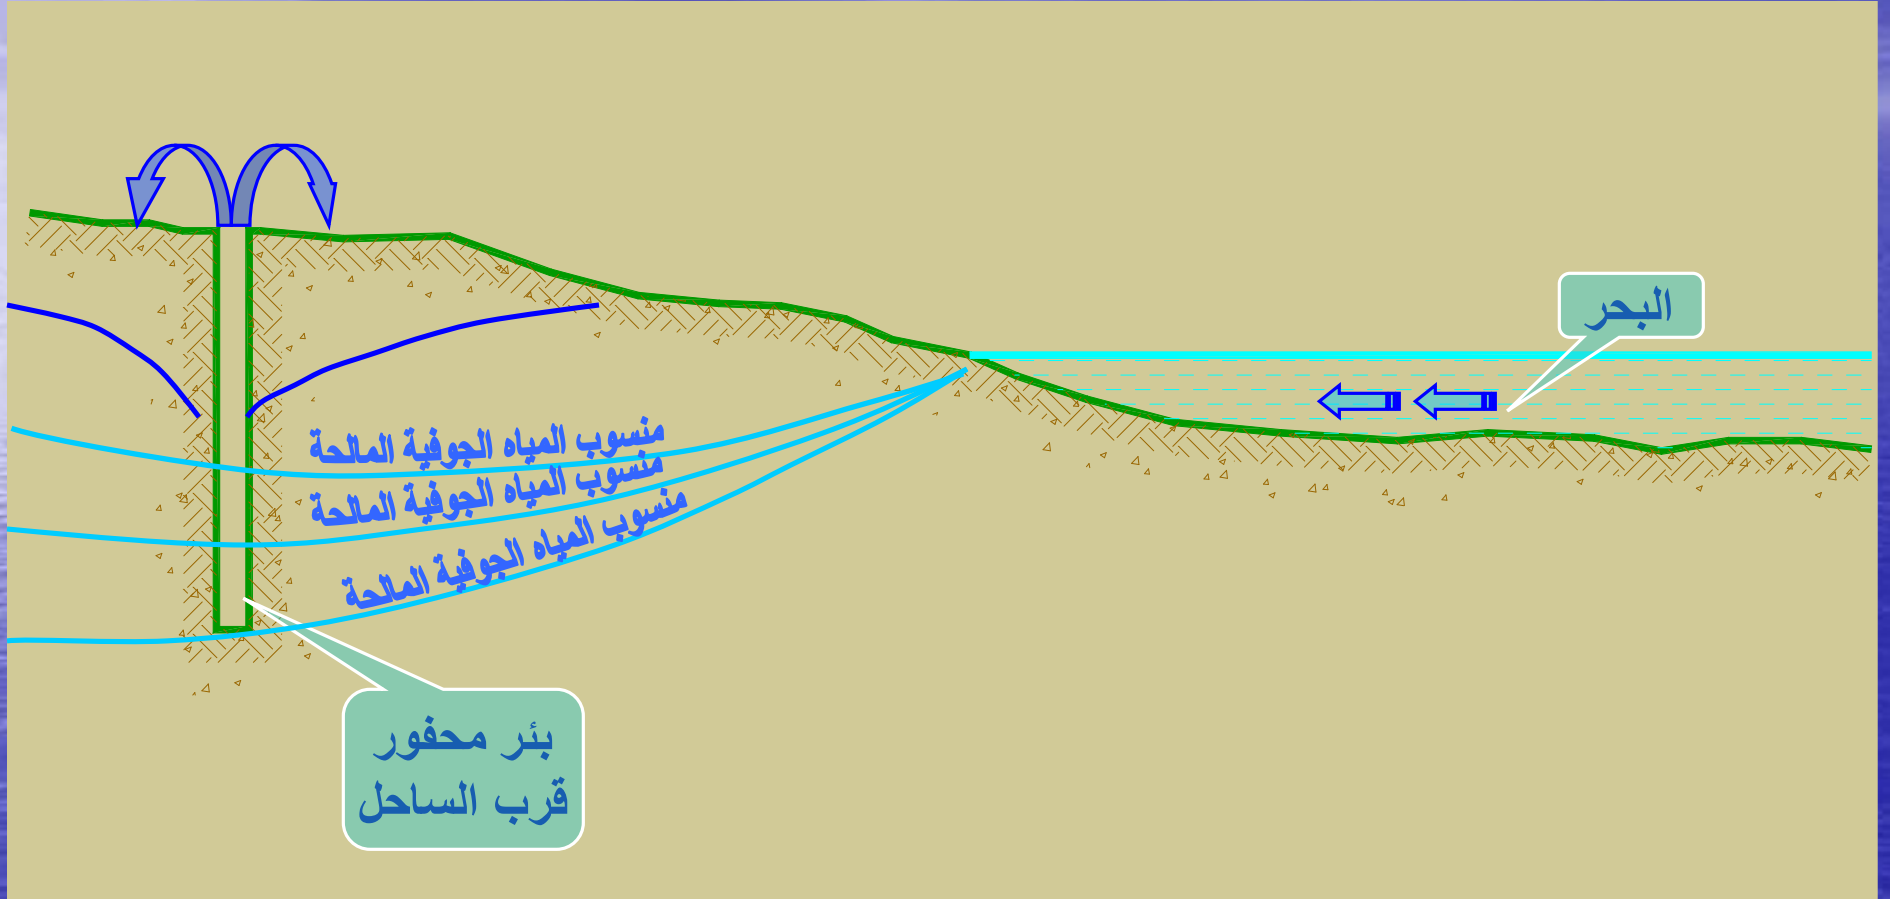 البحر
منسوب المياه الجوفية المالحة
منسوب المياه الجوفية المالحة
منسوب المياه الجوفية المالحة
بئر محفور
قرب الساحل